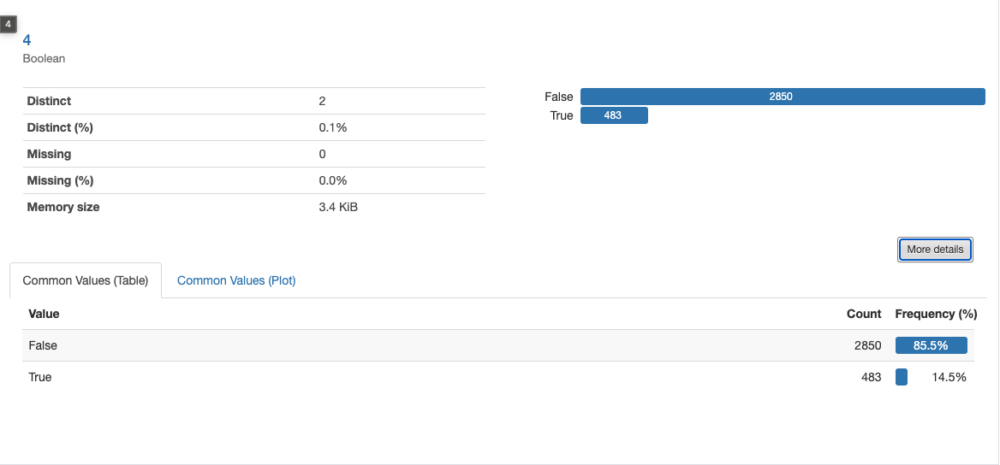 4
4
Boolean
Distinct 2
Distinct (%) 0.1%
Missing 0
Missing (%) 0.0%
Memory size 3.4 KiB
False 2850
True 483
More details
Common Values (Table) Common Values (Plot)
Value Count Frequency (%)
False 2850 85.5%
True 483 14.5%